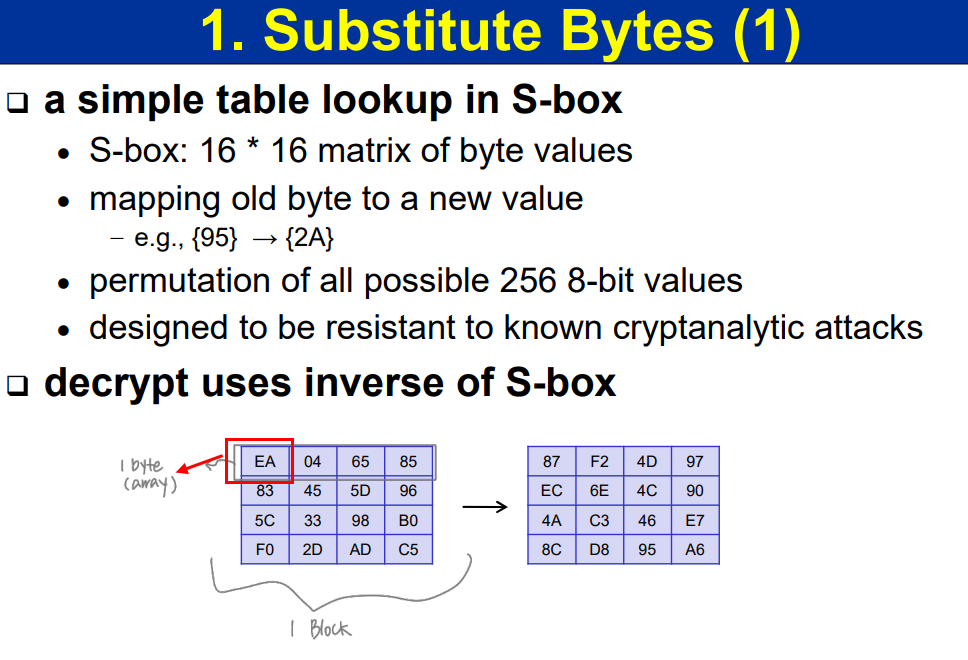 1. Substitute Bytes (1)
❑ a simple table lookup in S-box
• S-box: 16 * 16 matrix of byte values
• mapping old byte to a new value
– e.g., {95} → {2A}
• permutation of all possible 256 8-bit values
• designed to be resistant to known cryptanalytic attacks
❑ decrypt uses inverse of S-box
1 byte
(array)
EA 04 65 85
83 45 5D 96
5C 33 98 B0
F0 2D AD C5
→
87 F2 4D 97
EC 6E 4C 90
4A C3 46 E7
8C D8 95 A6
1 Block